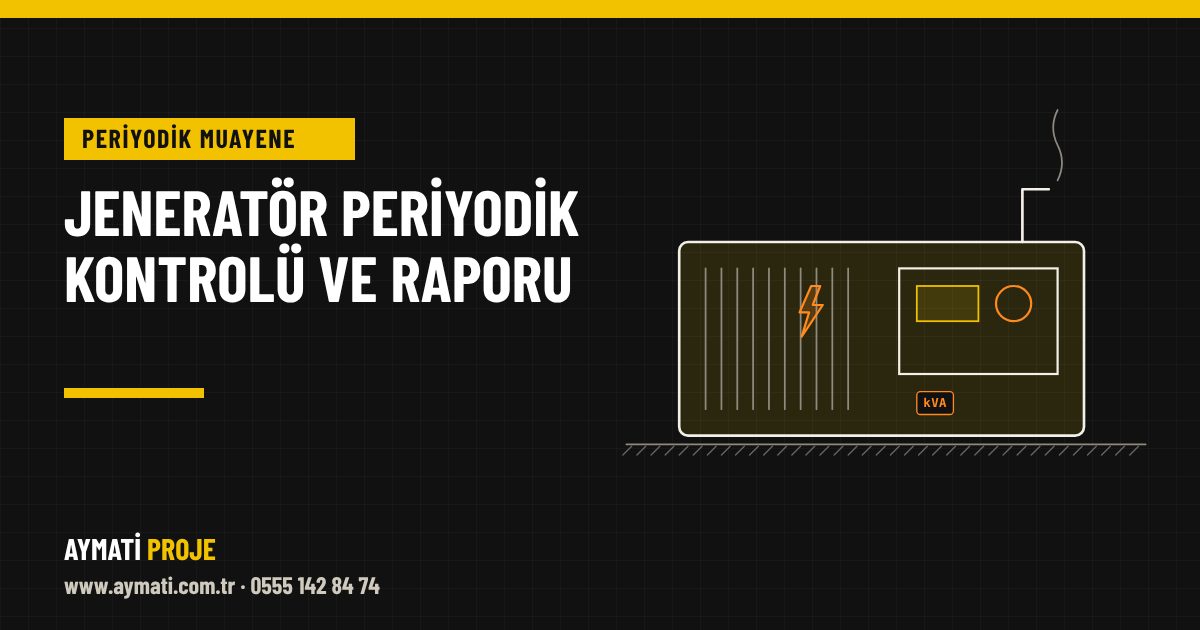 PERİYODİK MUAYENE
JENERATÖR PERİYODİK
KONTROLÜ VE RAPORU
kVA
AYMATİ PROJE
www.aymati.com.tr · 0555 142 84 74